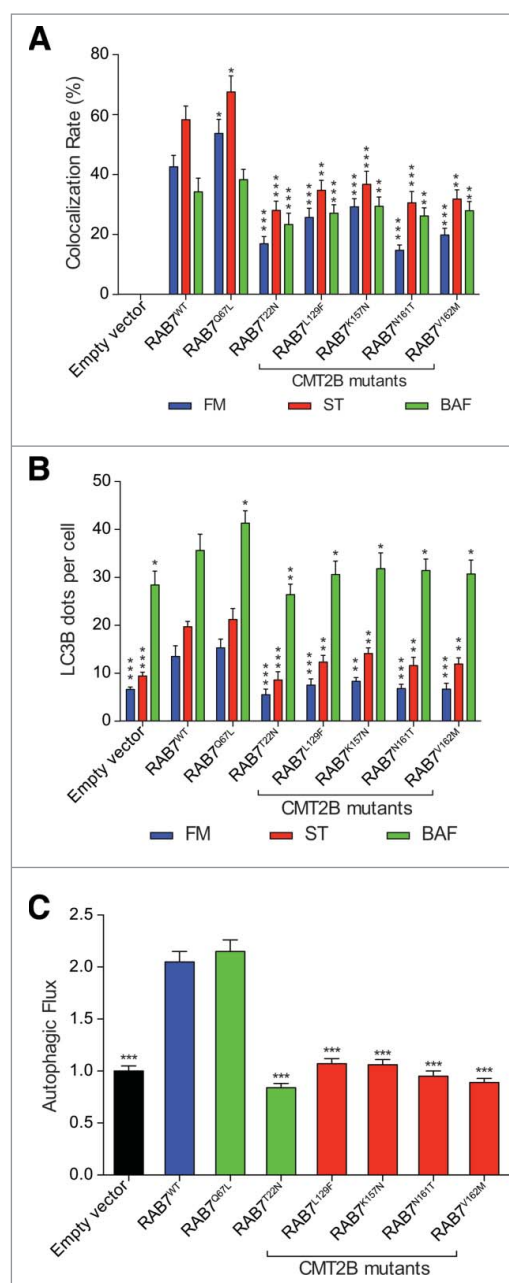 A
Colocalization Rate (%)
80
60
40
20
0
*
*
*** *** ***
*** ** ***
*** *** **
*** *** **
*** ** **
Empty vector
RAB7WT
RAB7Q67L
RAB7T22N
RAB7L129F
RAB7K157N
RAB7N161T
RAB7V162M
CMT2B mutants
FM ST BAF
B
LC3B dots per cell
50
40
30
20
10
0
*** *** *
*
*** *** **
*** ** *
** ** *
*** ** *
*** ** *
Empty vector
RAB7WT
RAB7Q67L
RAB7T22N
RAB7L129F
RAB7K157N
RAB7N161T
RAB7V162M
CMT2B mutants
FM ST BAF
C
Autophagic Flux
2.5
2.0
1.5
1.0
0.5
0.0
*** *** *** *** *** ***
Empty vector
RAB7WT
RAB7Q67L
RAB7T22N
RAB7L129F
RAB7K157N
RAB7N161T
RAB7V162M
CMT2B mutants